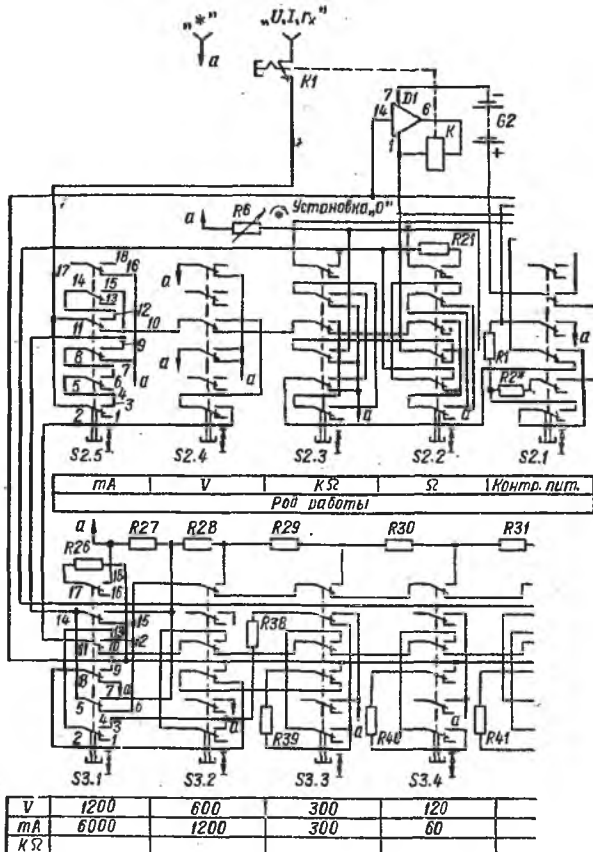 „*" „U,I,rₓ"
a K1
7 D1 6 G2
14 K
1
a R6 Установка „0"
R21
17 18 16
14 15 13
12
11 10
9
8 7
5 6 a
4
2 3
a a a a a a a
R1
R2*
S2.5 S2.4 S2.3 S2.2 S2.1
mA V KΩ Ω Контр. пит.
Род работы
a R27 R28 R29 R30 R31
R26
17 18 16
14 15 R38
13 12
11 10
9
8 7 a
5 6
4 a a a
2 1 R39 R40 R41
S3.1 S3.2 S3.3 S3.4
V 1200 600 300 120
mA 6000 1200 300 60
KΩ